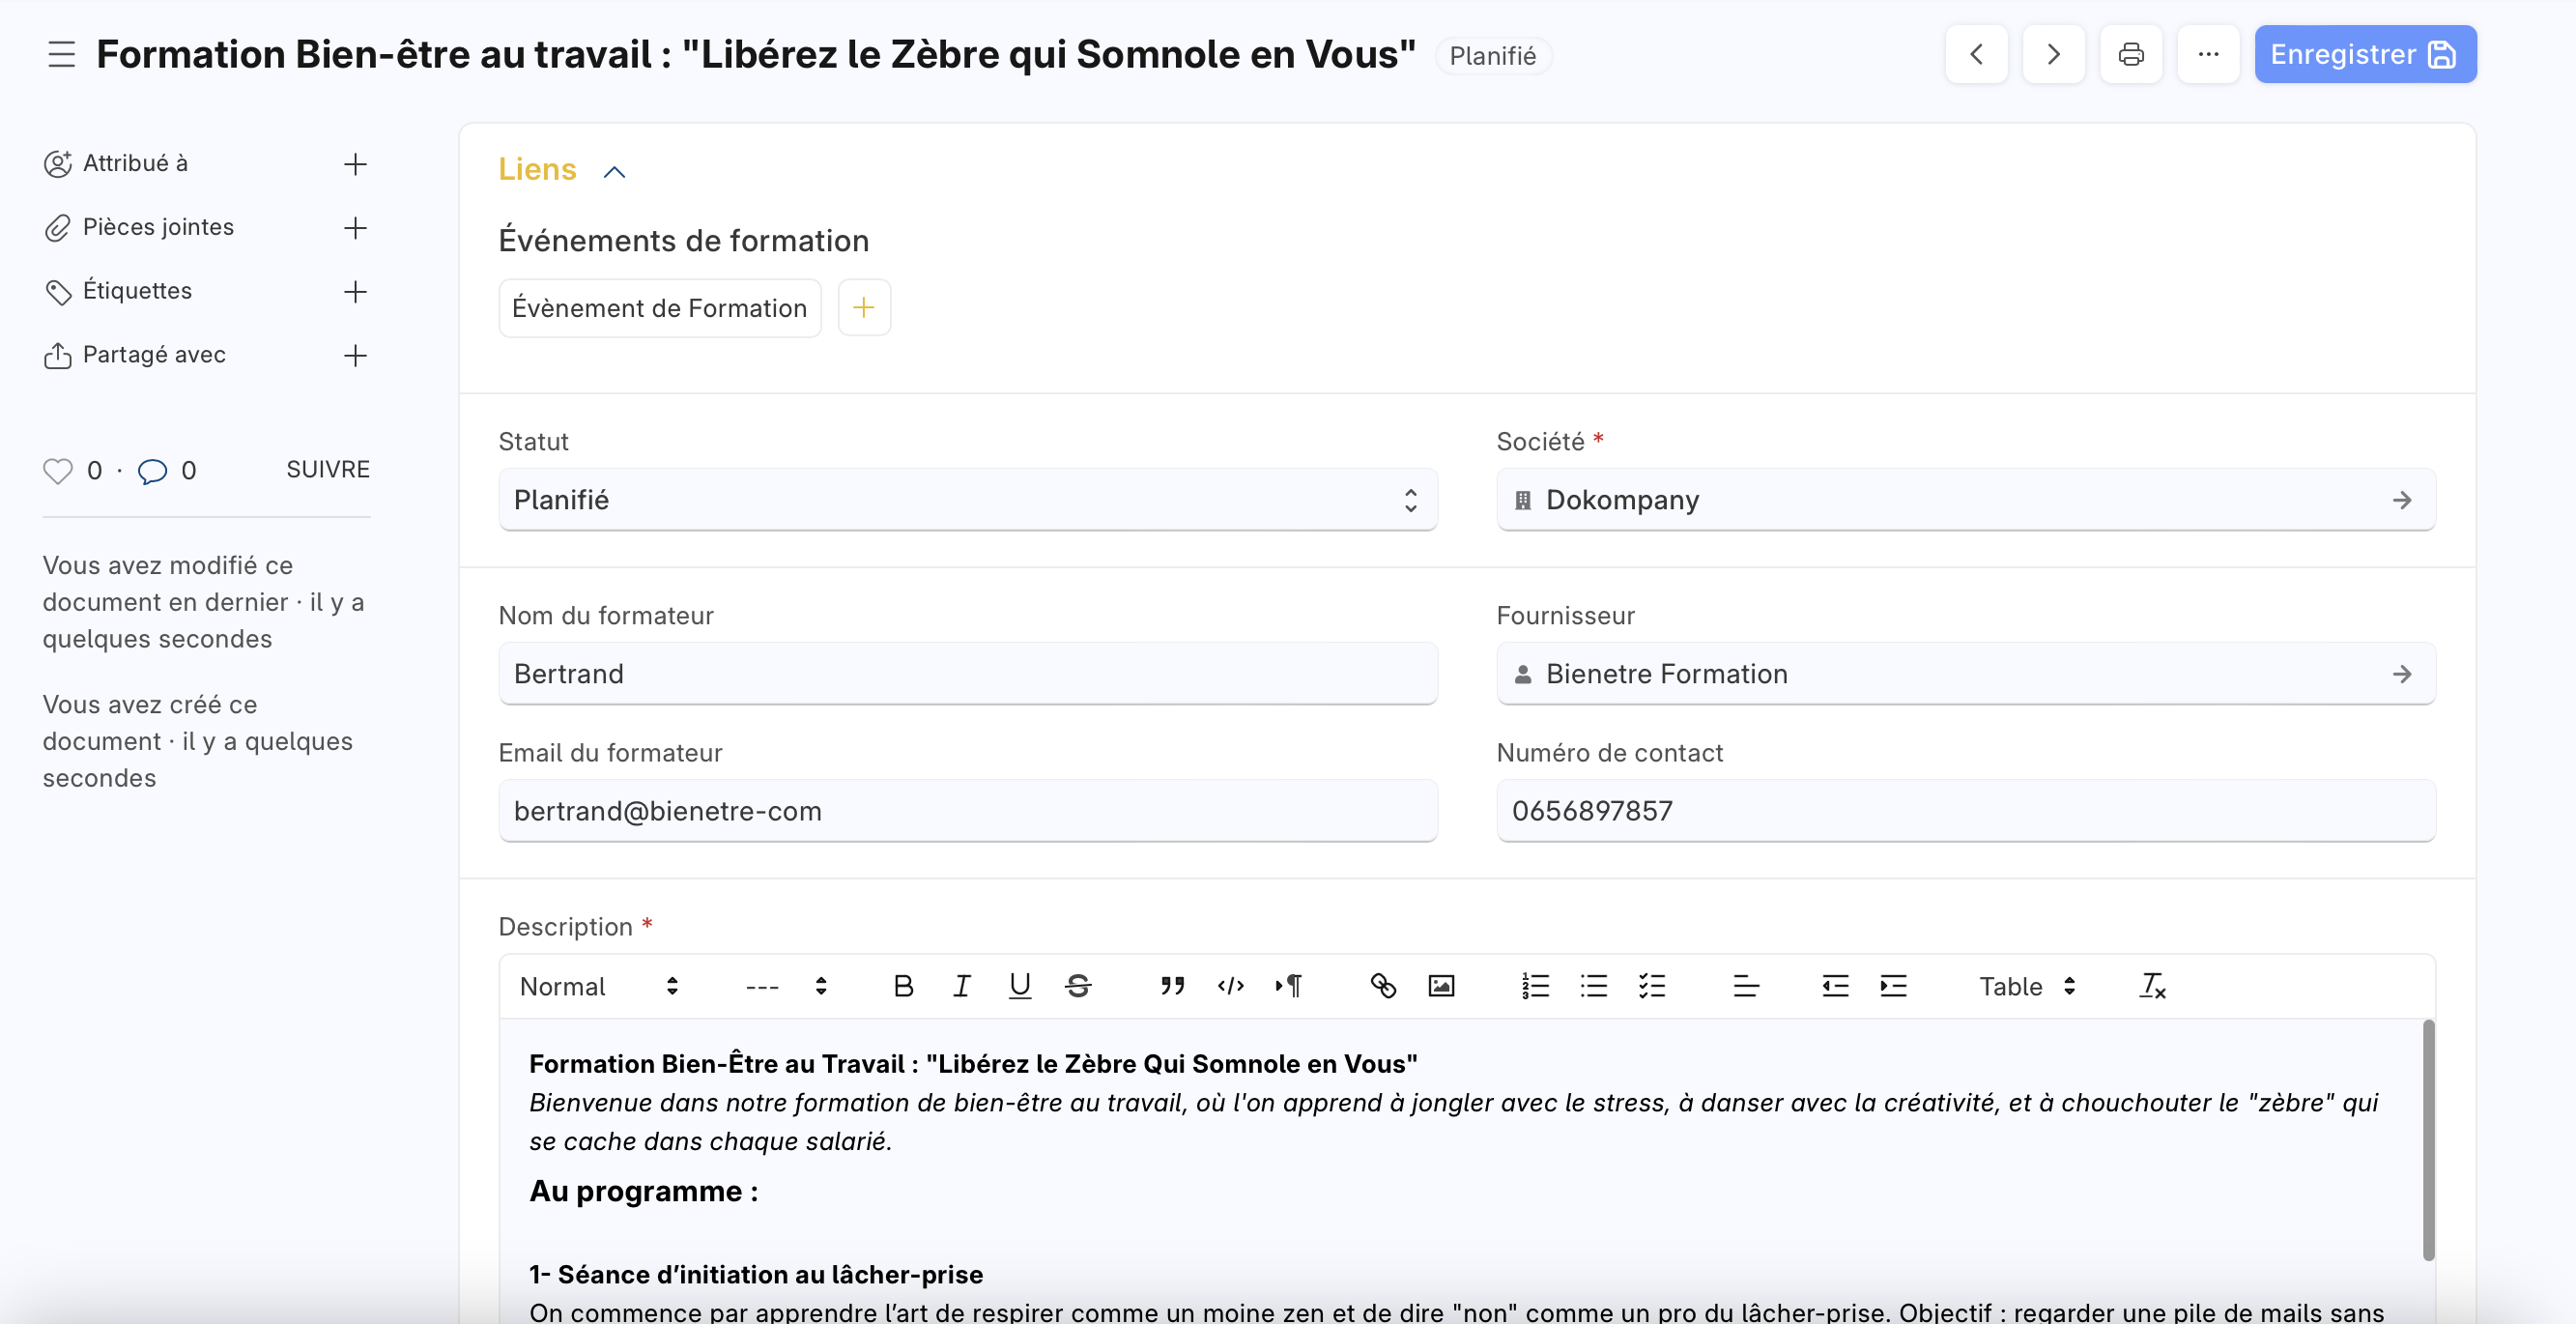 Formation Bien-être au travail : "Libérez le Zèbre qui Somnole en Vous"
Planifié
Enregistrer
Attribué à
Pièces jointes
Étiquettes
Partagé avec
0 · 0
SUIVRE
Vous avez modifié ce
document en dernier · il y a
quelques secondes
Vous avez créé ce
document · il y a quelques
secondes
Liens
Événements de formation
Évènement de Formation
Statut
Planifié
Société *
Dokompany
Nom du formateur
Bertrand
Fournisseur
Bienetre Formation
Email du formateur
bertrand@bienetre-com
Numéro de contact
0656897857
Description *
Normal
---
Table
Formation Bien-Être au Travail : "Libérez le Zèbre Qui Somnole en Vous"
Bienvenue dans notre formation de bien-être au travail, où l'on apprend à jongler avec le stress, à danser avec la créativité, et à chouchouter le "zèbre" qui
se cache dans chaque salarié.
Au programme :
1- Séance d’initiation au lâcher-prise
On commence par apprendre l’art de respirer comme un moine zen et de dire "non" comme un pro du lâcher-prise. Objectif : regarder une pile de mails sans